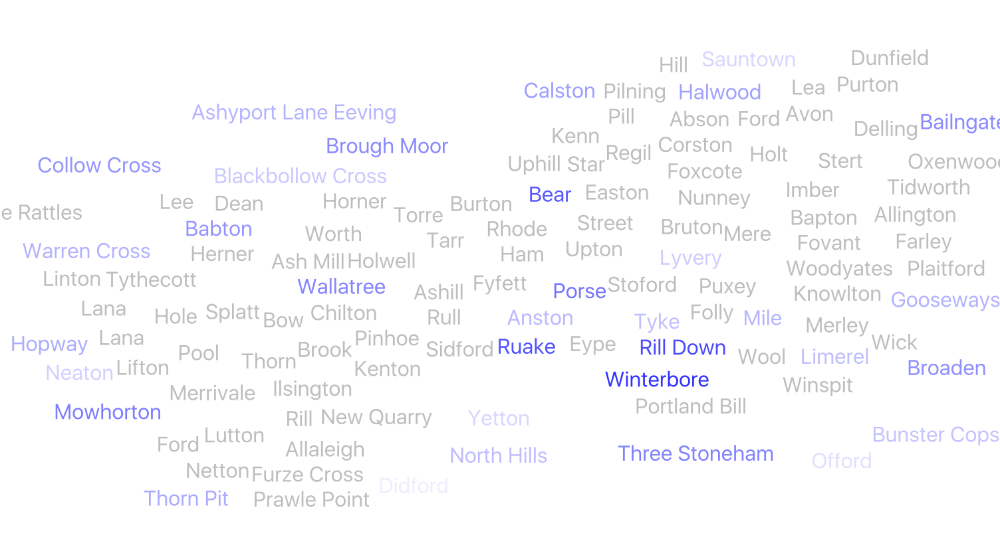 Hill Sauntown Dunfield
Calston Pilning Halwood Lea Purton
Ashyport Lane Eeving Pill Abson Ford Avon
Delling Bailngate
Kenn
Brough Moor Regil Corston Holt
Collow Cross Uphill Star Stert Oxenwood
Blackbollow Cross Foxcote
Lee Dean Horner Burton Bear Easton Nunney Imber Tidworth
e Rattles Torre Bapton Allington
Babton Worth Rhode Street Bruton Mere
Tarr Fovant Farley
Warren Cross Herner Ash Mill Holwell Ham Upton Lyvery
Linton Tythecott Woodyates Plaitford
Wallatree Ashill Fyfett Porse Stoford Puxey Knowlton Gooseways
Lana Hole Splatt Bow Chilton Rull Anston Tyke Folly Mile
Merley
Hopway Lana Pool Brook Pinhoe Sidford Ruake Eype Rill Down Wick
Neaton Lifton Thorn Kenton Wool Limerel Broaden
Merrivale Ilsington Winterbore Winspit
Mowhorton Rill New Quarry Yetton Portland Bill
Ford Lutton Allaleigh North Hills Three Stoneham Offord Bunster Cops
Netton Furze Cross Didford
Thorn Pit Prawle Point